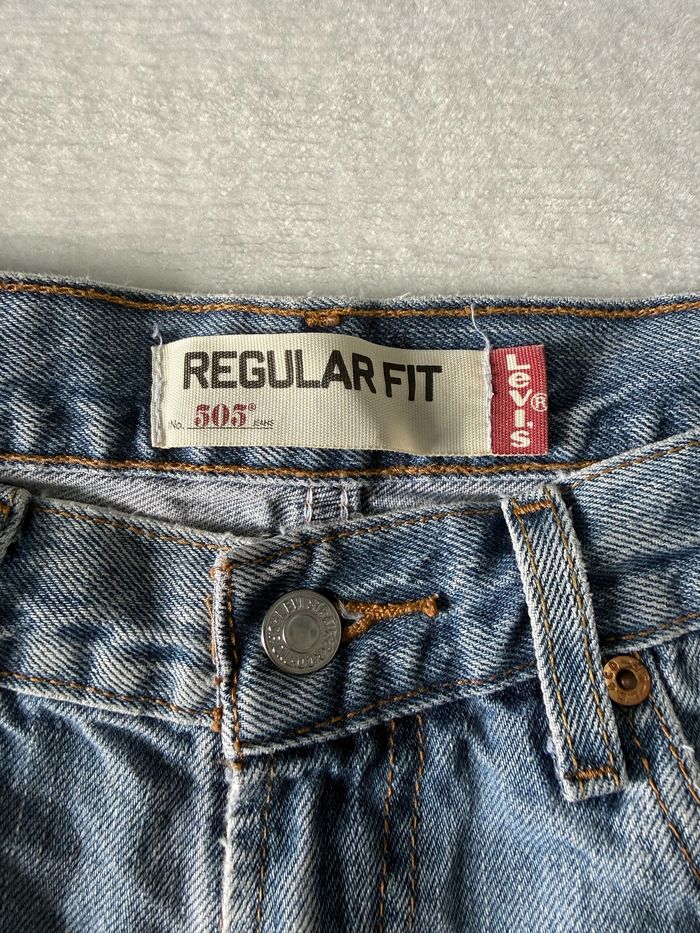 REGULAR FIT
No. 505® JEANS
Levi's®